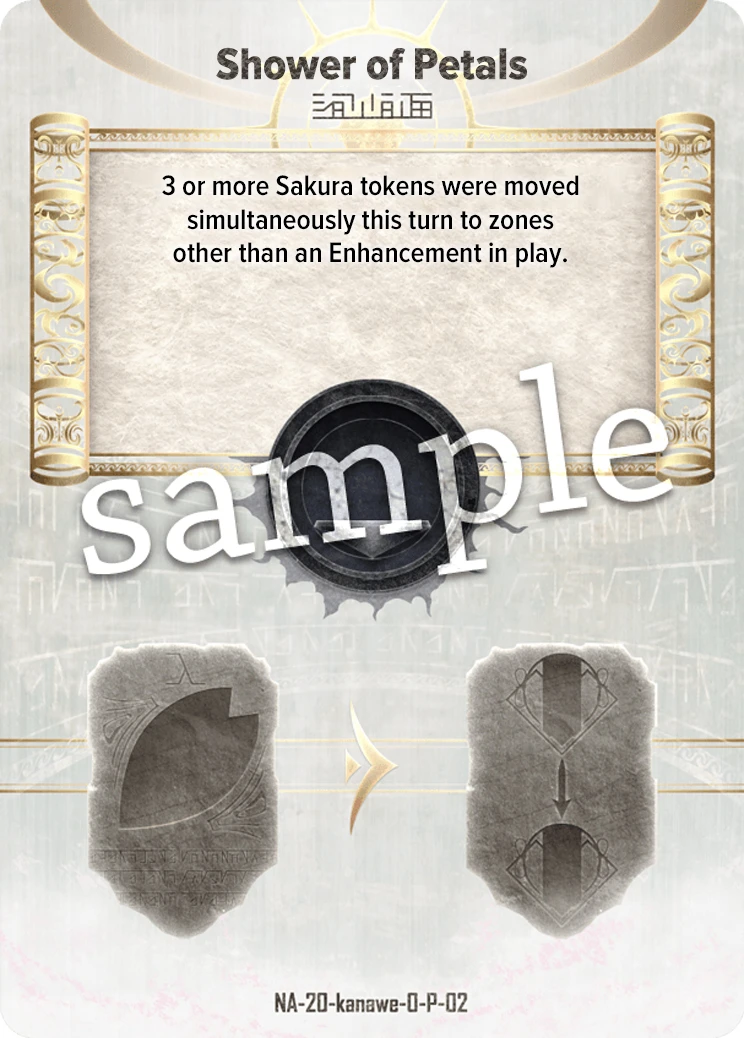 Shower of Petals
3 or more Sakura tokens were moved
simultaneously this turn to zones
other than an Enhancement in play.
sample
NA-20-kanawe-O-P-02